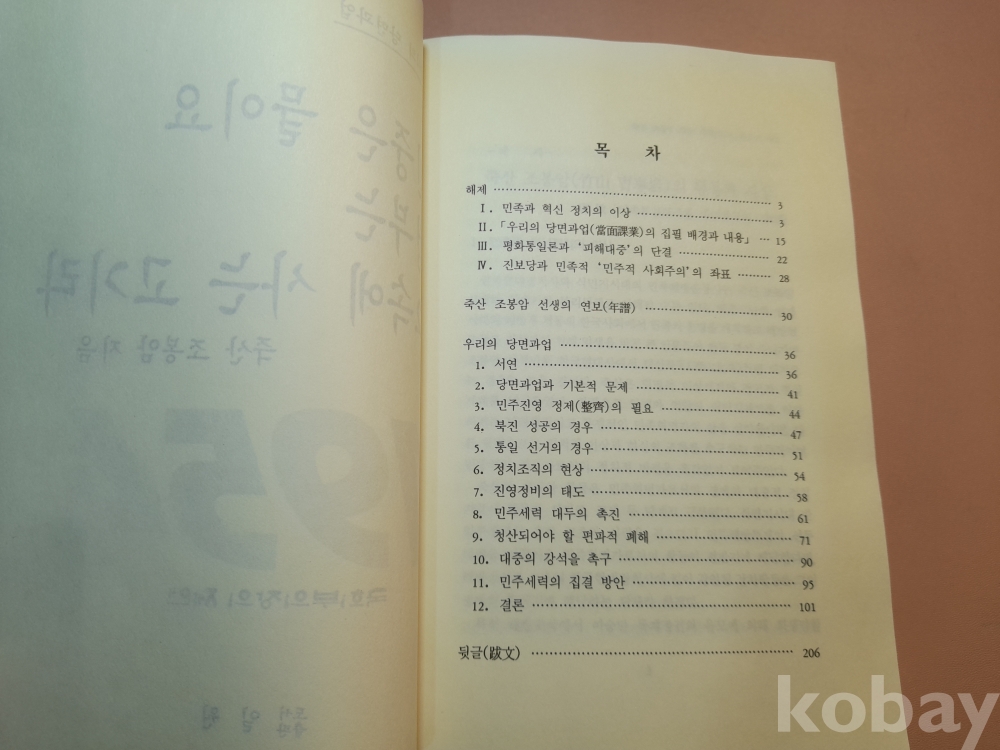 목 차
해제 ································ 3
Ⅰ. 민족과 혁신 정치의 이상 ················ 3
Ⅱ. 「우리의 당면과업(當面課業)의 집필 배경과 내용」 ··· 15
Ⅲ. 평화통일론과 '피해대중'의 단결 ················ 22
Ⅳ. 진보당과 민족적 '민주적 사회주의'의 좌표 ········ 28
죽산 조봉암 선생의 연보(年譜) ················ 30
우리의 당면과업 ································ 36
1. 서연 ································ 36
2. 당면과업과 기본적 문제 ················ 41
3. 민주진영 정제(整齊)의 필요 ················ 44
4. 북진 성공의 경우 ················ 47
5. 통일 선거의 경우 ················ 51
6. 정치조직의 현상 ················ 54
7. 진영정비의 태도 ················ 58
8. 민주세력 대두의 촉진 ················ 61
9. 청산되어야 할 편파적 폐해 ················ 71
10. 대중의 강석을 촉구 ················ 90
11. 민주세력의 집결 방안 ················ 95
12. 결론 ································ 101
뒷글(跋文) ································ 206
kobay